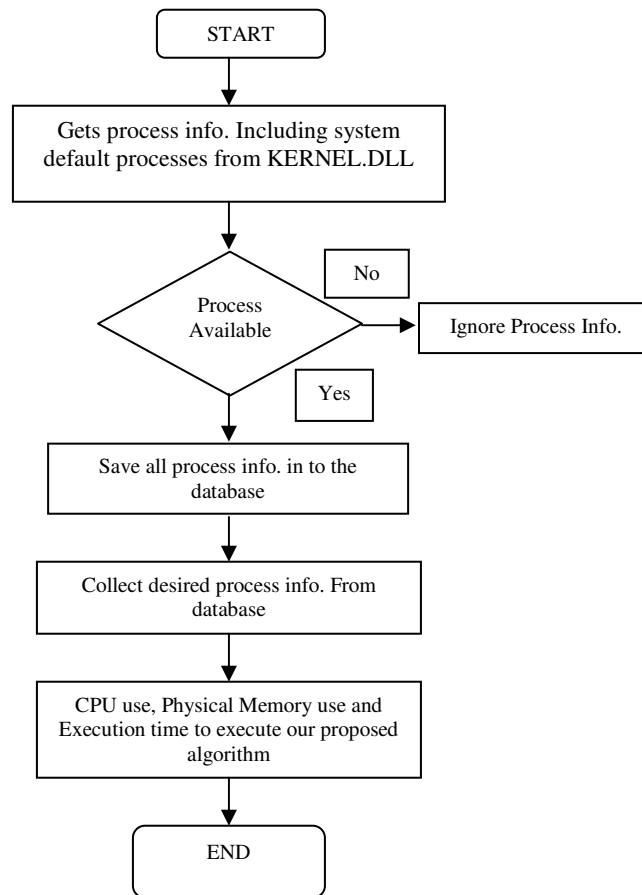 START
Gets process info. Including system
default processes from KERNEL.DLL
No
Process
Available
Ignore Process Info.
Yes
Save all process info. in to the
database
Collect desired process info. From
database
CPU use, Physical Memory use and
Execution time to execute our proposed
algorithm
END